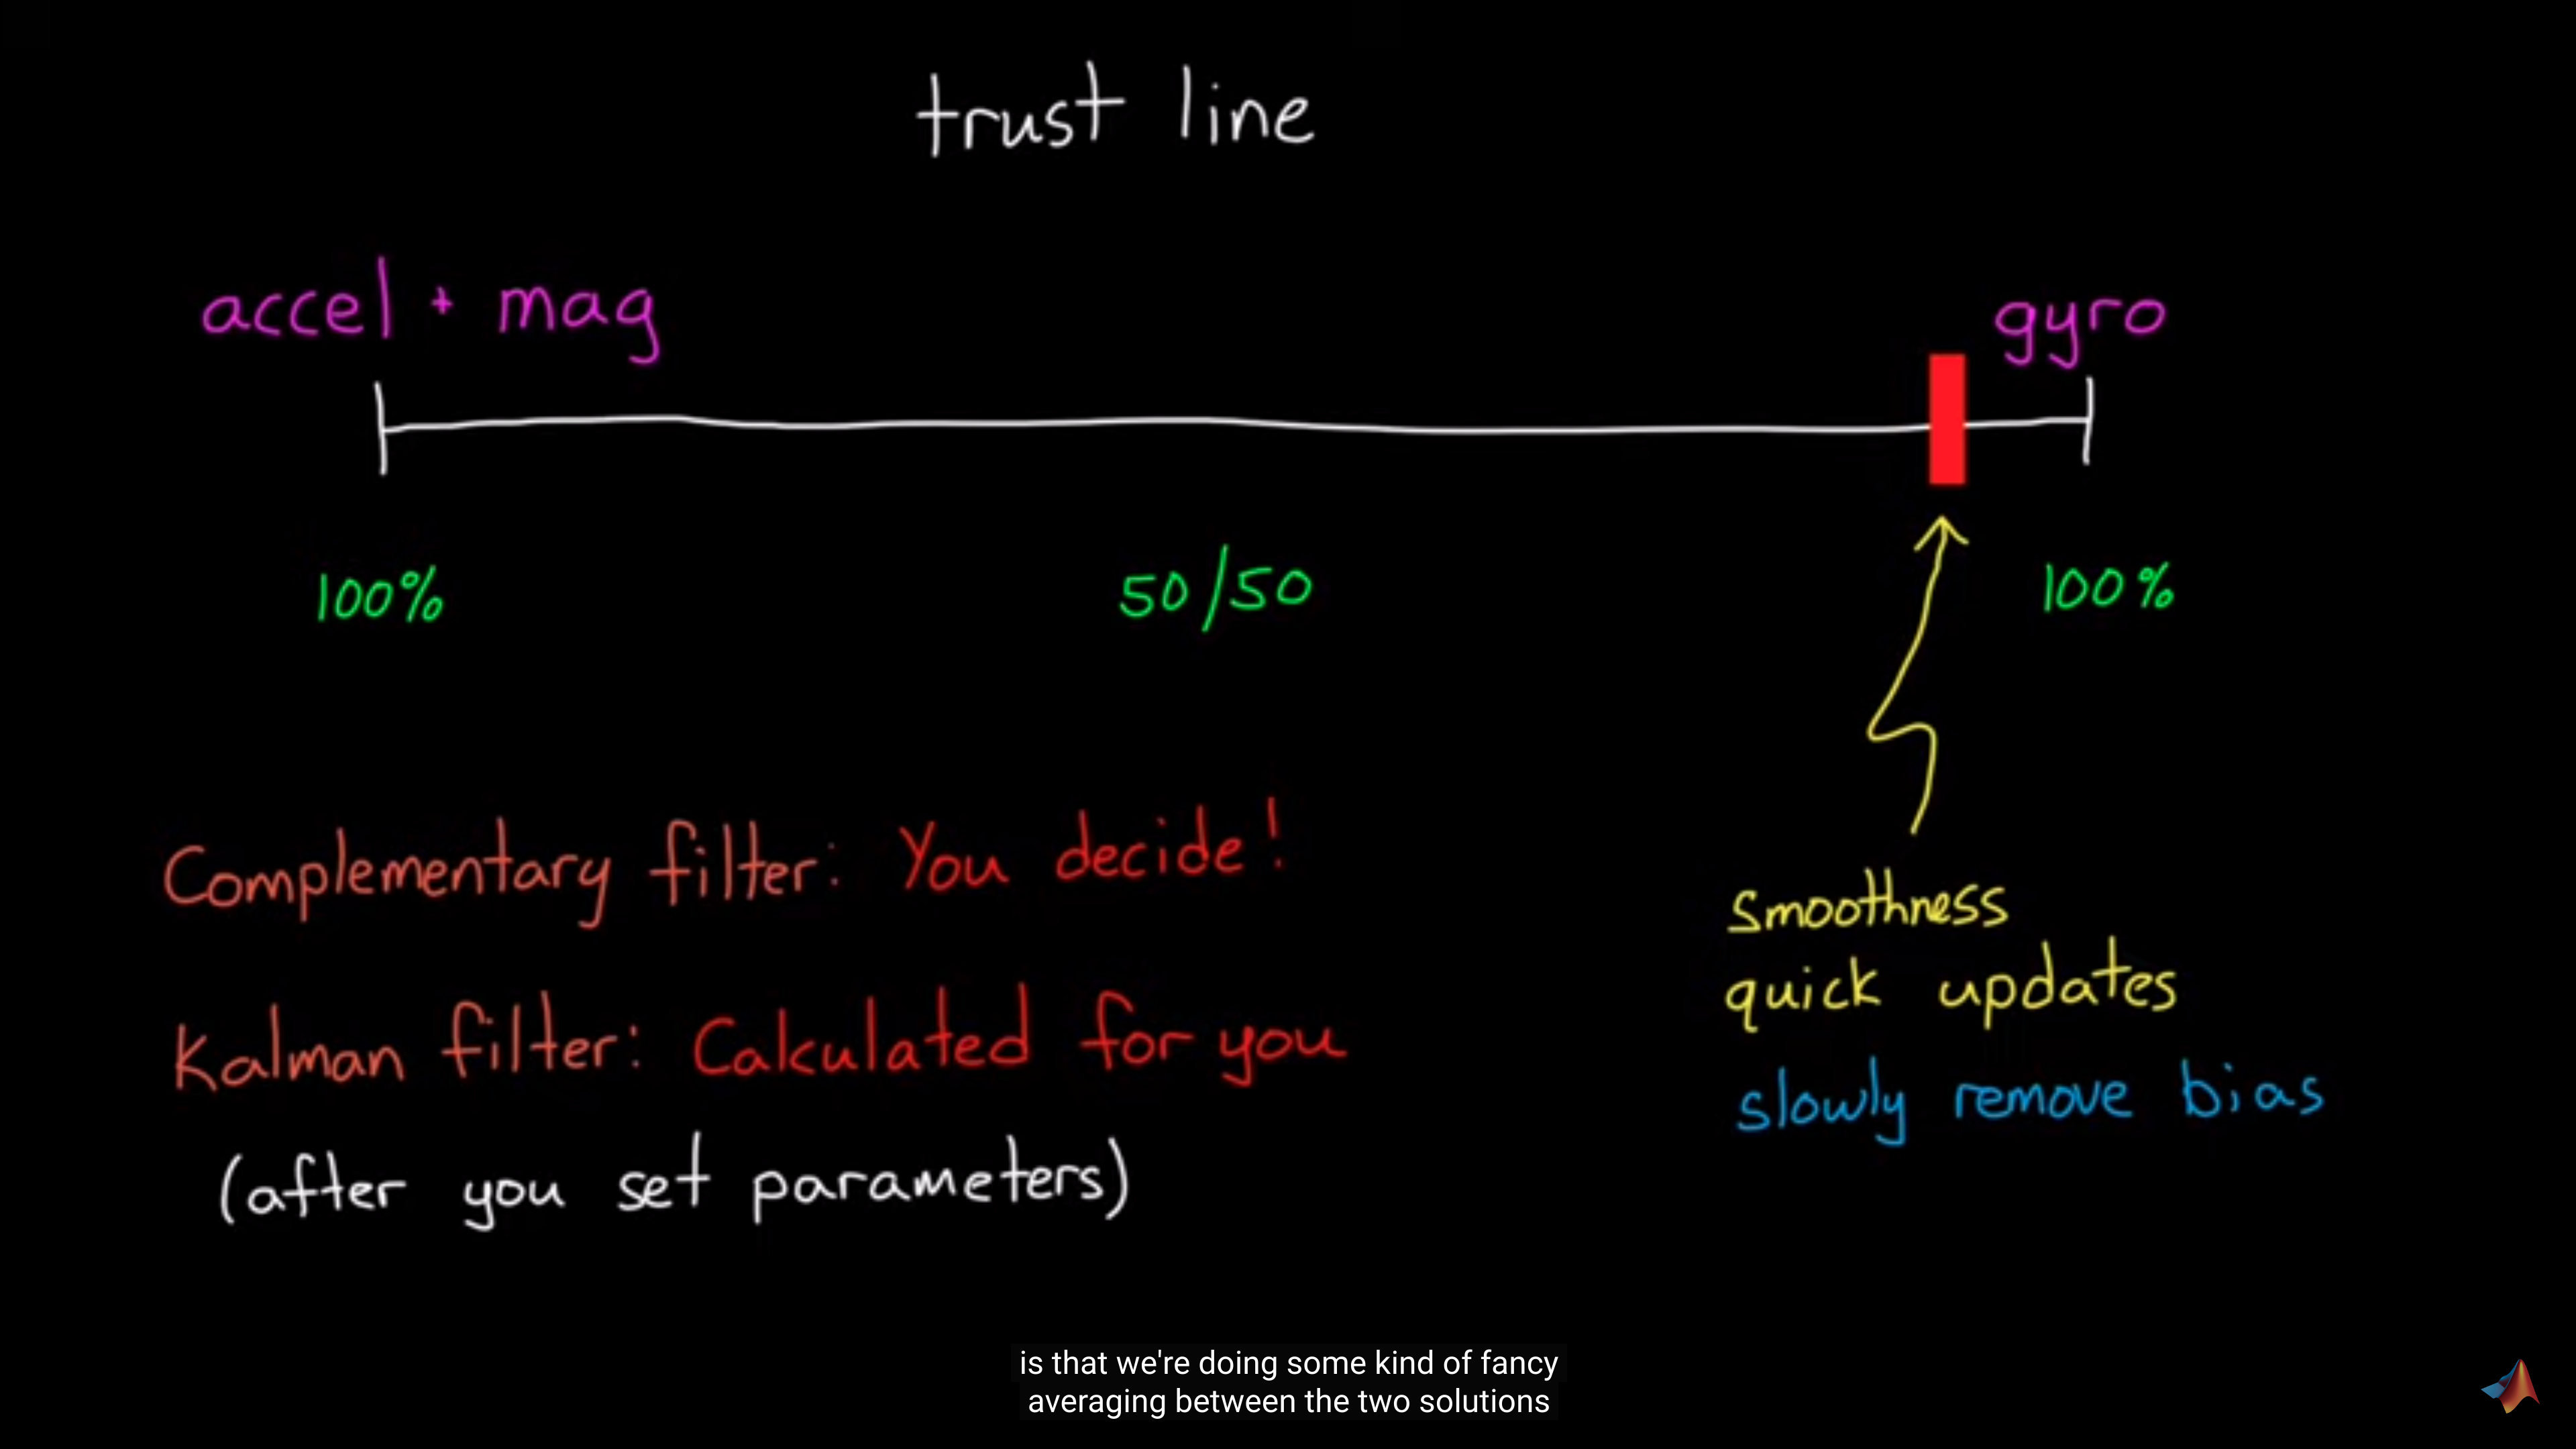 trust line
accel + mag
gyro
100%
50/50
100%
Complementary filter: You decide!
Kalman filter: Calculated for you
(after you set parameters)
smoothness
quick updates
slowly remove bias
is that we're doing some kind of fancy
averaging between the two solutions